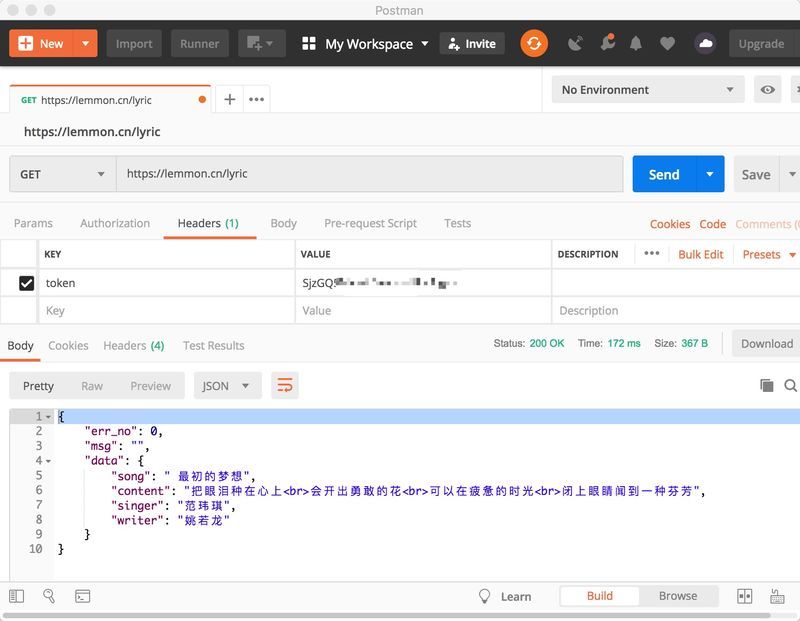 Postman
New
Import
Runner
My Workspace
Invite
Upgrade
GET https://lemmon.cn/lyric
No Environment
https://lemmon.cn/lyric
GET
https://lemmon.cn/lyric
Send
Save
Params Authorization Headers (1) Body Pre-request Script Tests
Cookies Code Comments (0
KEY VALUE DESCRIPTION ••• Bulk Edit Presets
token SjzGQ
Key Value Description
Body Cookies Headers (4) Test Results
Status: 200 OK Time: 172 ms Size: 367 B
Download
Pretty Raw Preview JSON
1 {
2 "err_no": 0,
3 "msg": "",
4 "data": {
5 "song": " 最初的梦想",
6 "content": "把眼泪种在心上<br>会开出勇敢的花<br>可以在疲惫的时光<br>闭上眼睛闻到一种芬芳",
7 "singer": "范玮琪",
8 "writer": "姚若龙"
9 }
10 }
Learn
Build
Browse